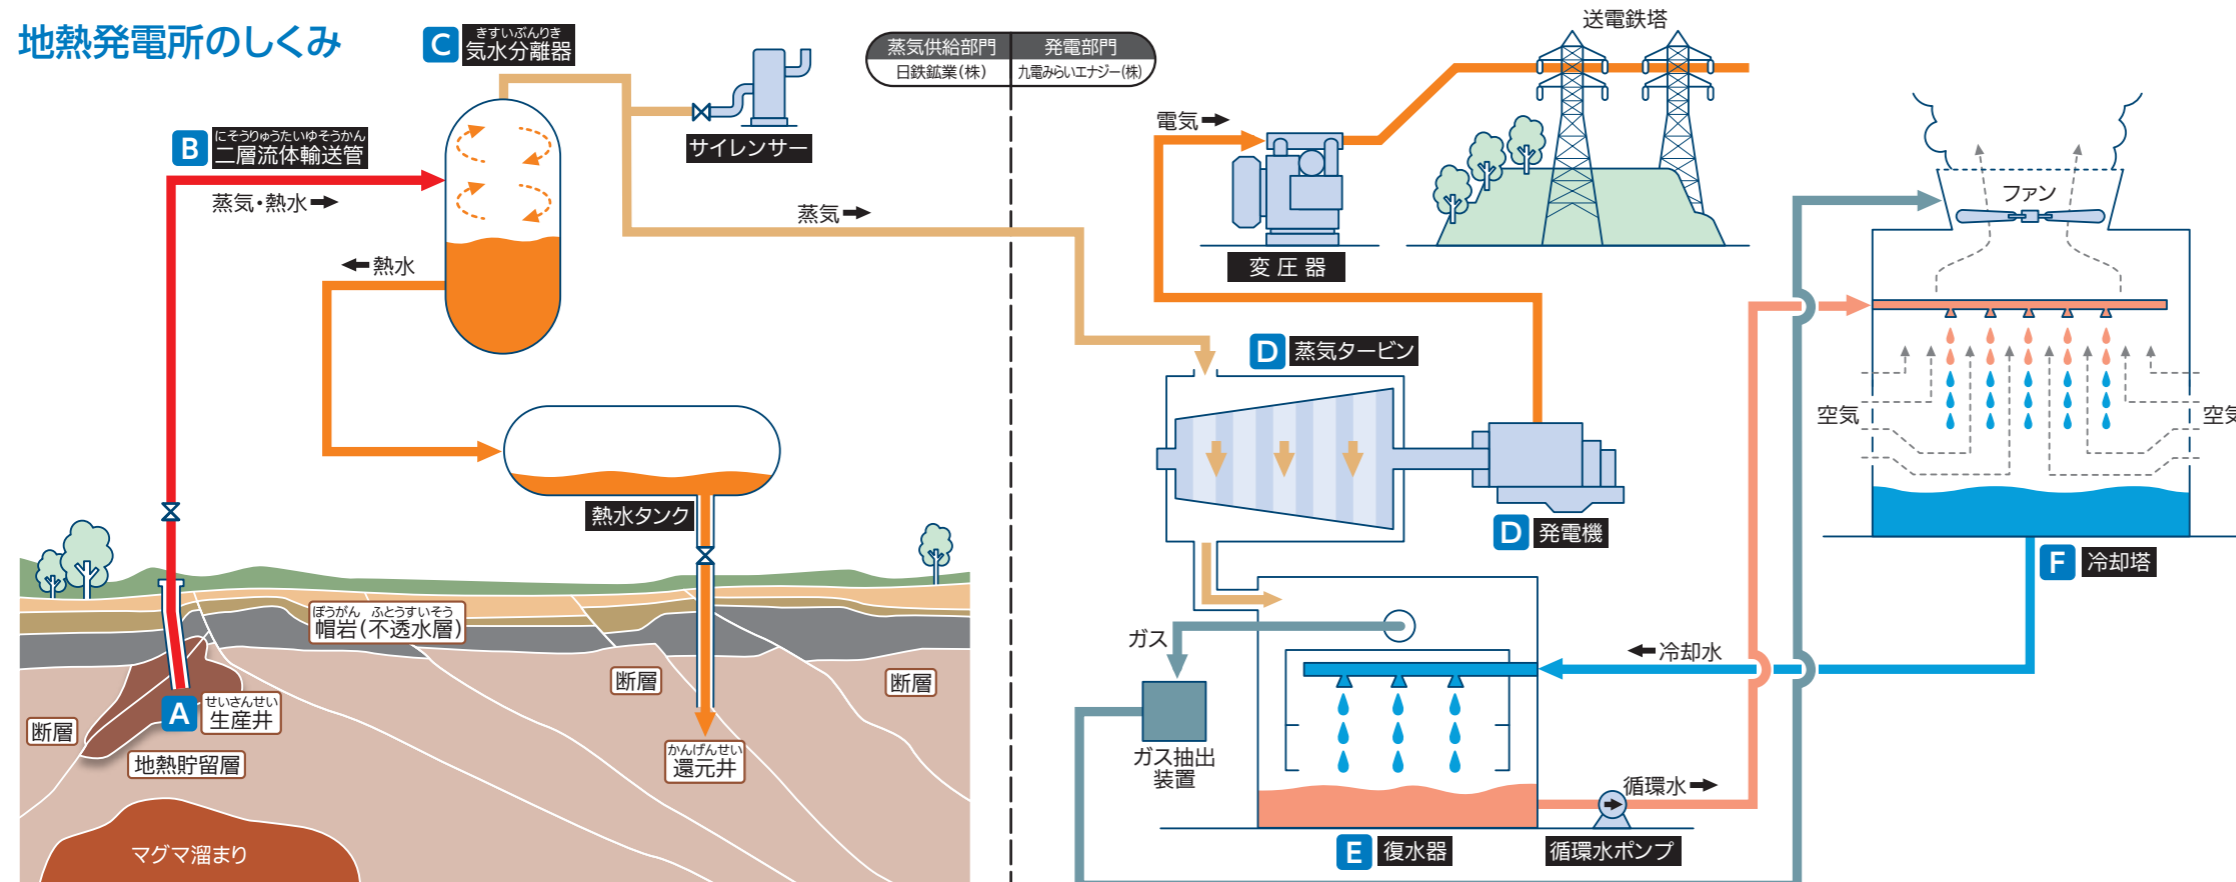 地熱発電所のしくみ
C
きすいぶんりき
気水分離器
サイレンサー
B
にそうりゅうたいゆそうかん
二層流体輸送管
蒸気・熱水➡
⬅熱水
熱水タンク
蒸気➡
蒸気供給部門
日鉄鉱業(株)
発電部門
九電みらいエナジー(株)
ぼうがん ふとうすいそう
帽岩(不透水層)
断層
断層
断層
A
せいさんせい
生産井
地熱貯留層
かんげんせい
還元井
マグマ溜まり
送電鉄塔
電気➡
変圧器
D 蒸気タービン
D 発電機
ガス
ガス抽出
装置
⬅冷却水
循環水➡
E 復水器
循環水ポンプ
ファン
空気
空気
F 冷却塔